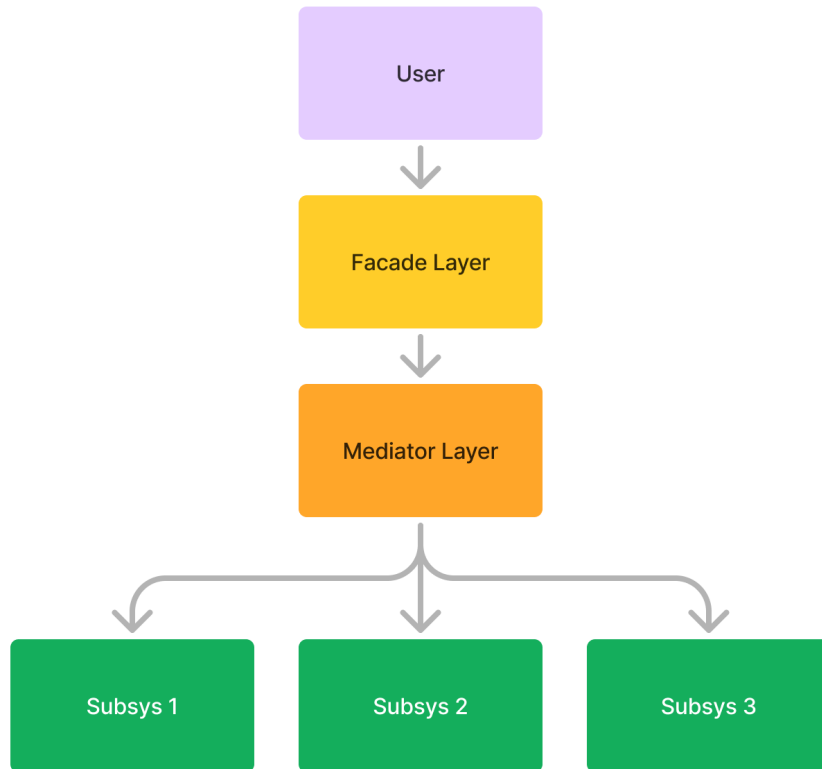 User
Facade Layer
Mediator Layer
Subsys 1
Subsys 2
Subsys 3